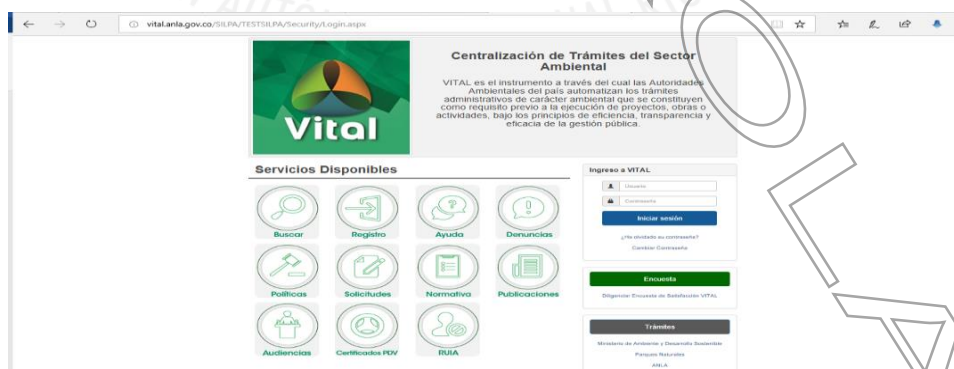 vital.anla.gov.co/SILPA/TESTSILPA/Security/Login.aspx
Vital
Centralización de Trámites del Sector
Ambiental
VITAL es el instrumento a través del cual las Autoridades
Ambientales del país automatizan los trámites
administrativos de carácter ambiental que se constituyen
como requisito previo a la ejecución de proyectos, obras o
actividades, bajo los principios de eficiencia, transparencia y
eficacia de la gestión pública.
Servicios Disponibles
Buscar
Registro
Ayuda
Denuncias
Políticas
Solicitudes
Normativa
Publicaciones
Audiencias
Certificados PDV
RUIA
Ingreso a VITAL
Usuario
Contraseña
Iniciar sesión
¿Ha olvidado su contraseña?
Cambiar Contraseña
Encuesta
Diligenciar Encuesta de Satisfacción VITAL
Trámites
Ministerio de Ambiente y Desarrollo Sostenible
Parques Naturales
ANLA